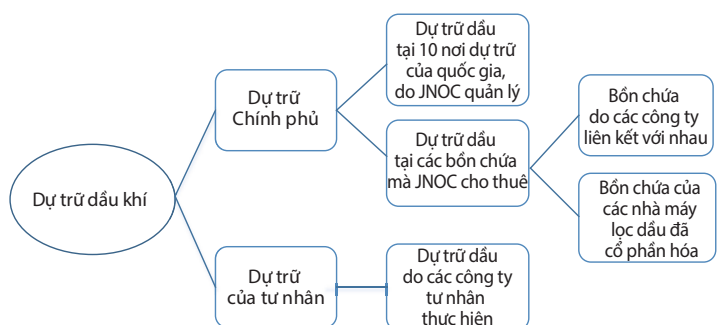 Dự trữ dầu khí
Dự trữ
Chính phủ
Dự trữ dầu
tại 10 nơi dự trữ
của quốc gia,
do JNOC quản lý
Dự trữ dầu
tại các bồn chứa
mà JNOC cho thuê
Bồn chứa
do các công ty
liên kết với nhau
Bồn chứa của
các nhà máy
lọc dầu đã
cổ phần hóa
Dự trữ
của tư nhân
Dự trữ dầu
do các công ty
tư nhân
thực hiện